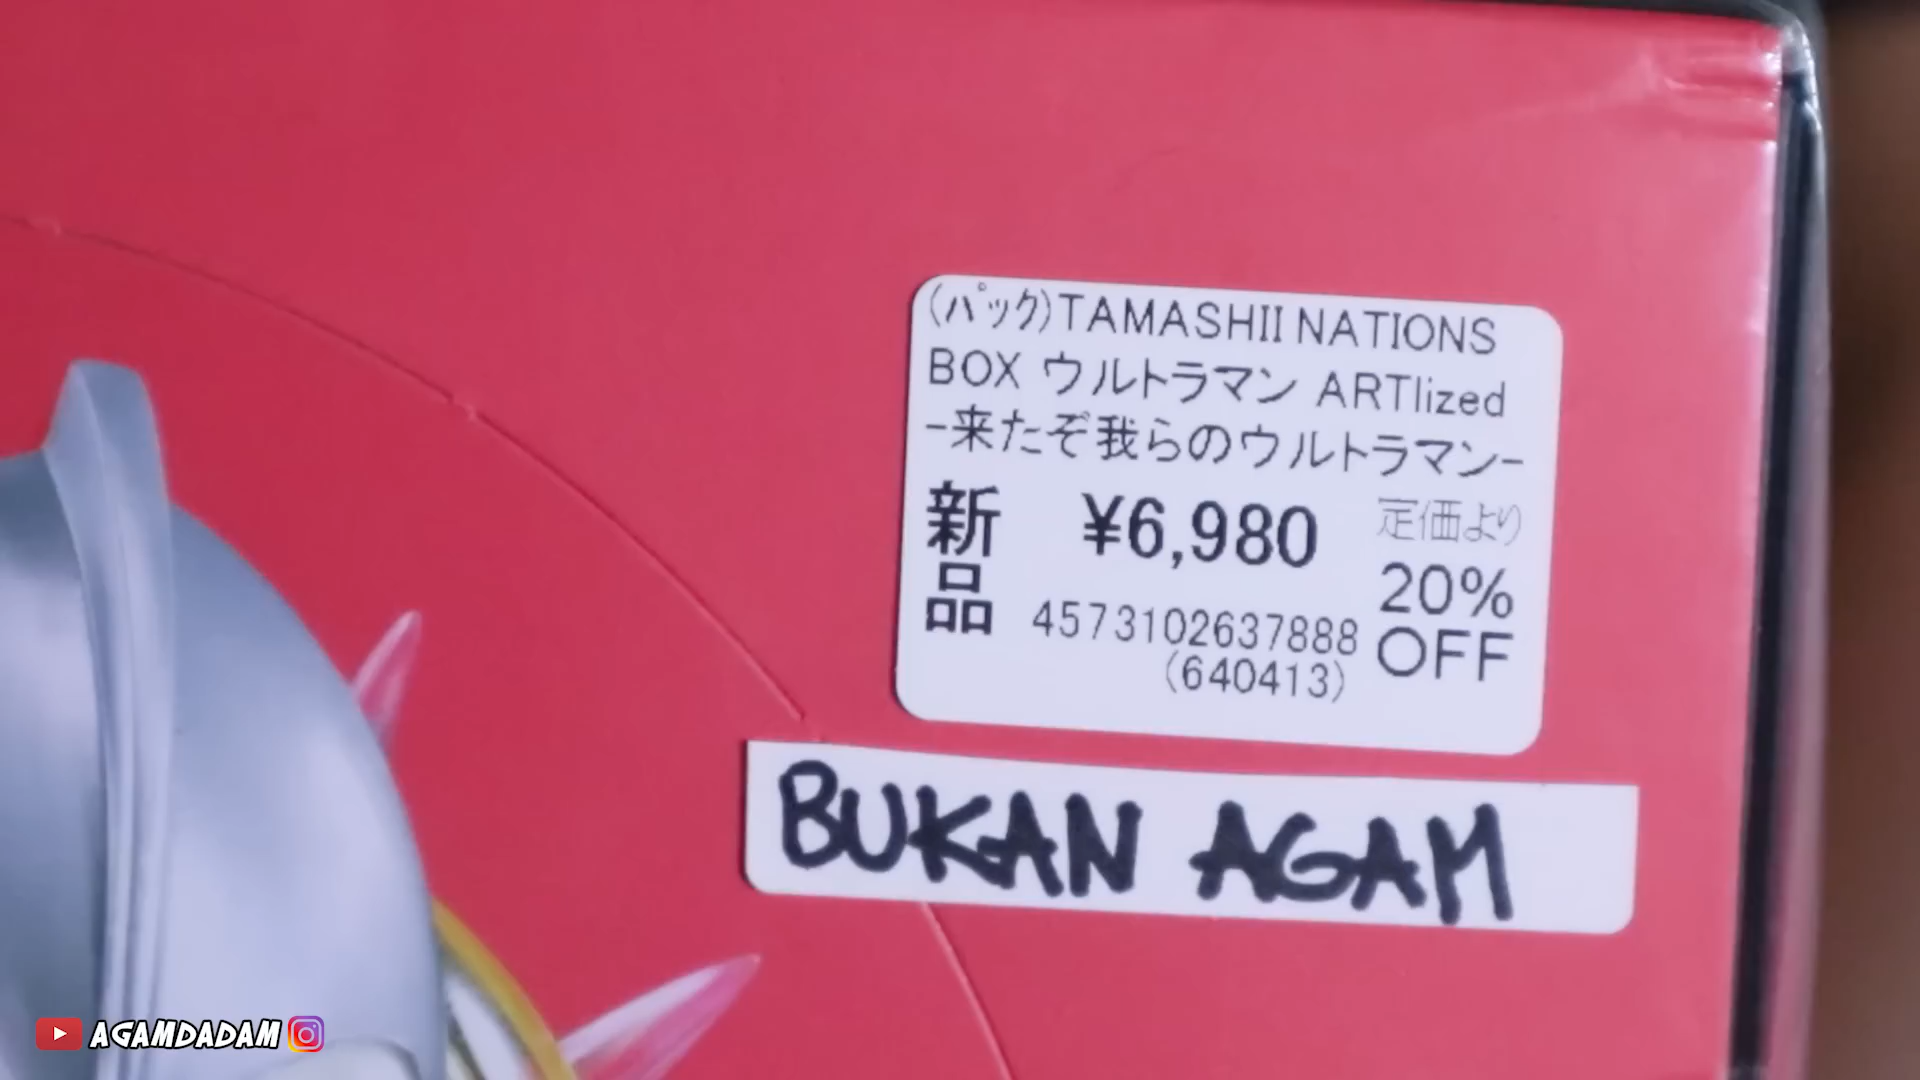 (パック)TAMASHII NATIONS
BOX ウルトラマン ARTlized
-来たぞ我らのウルトラマン-
新品
¥6,980
定価より
20%
OFF
4573102637888
(640413)
BUKAN AGAM
AGAMDADAM